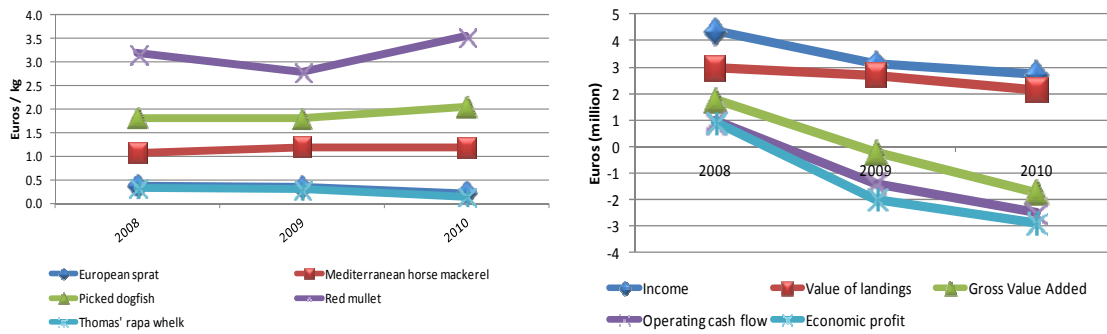 Euros / kg
4.0
3.5
3.0
2.5
2.0
1.5
1.0
0.5
0.0
2008
2009
2010
European sprat
Mediterranean horse mackerel
Picked dogfish
Red mullet
Thomas' rapa whelk
Euros (million)
5
4
3
2
1
0
-1
-2
-3
-4
2008
2009
2010
Income
Value of landings
Gross Value Added
Operating cash flow
Economic profit